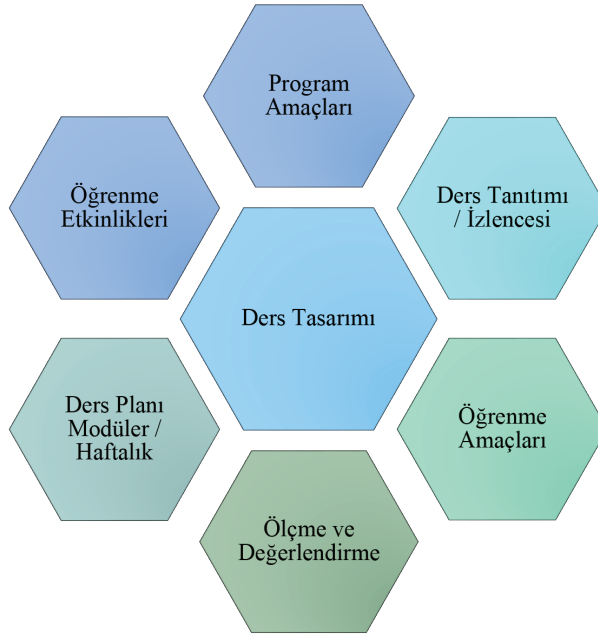 Program
Amaçları
Ders Tanıtımı
/ İzlencesi
Öğrenme
Amaçları
Ölçme ve
Değerlendirme
Ders Planı
Modüler /
Haftalık
Öğrenme
Etkinlikleri
Ders Tasarımı